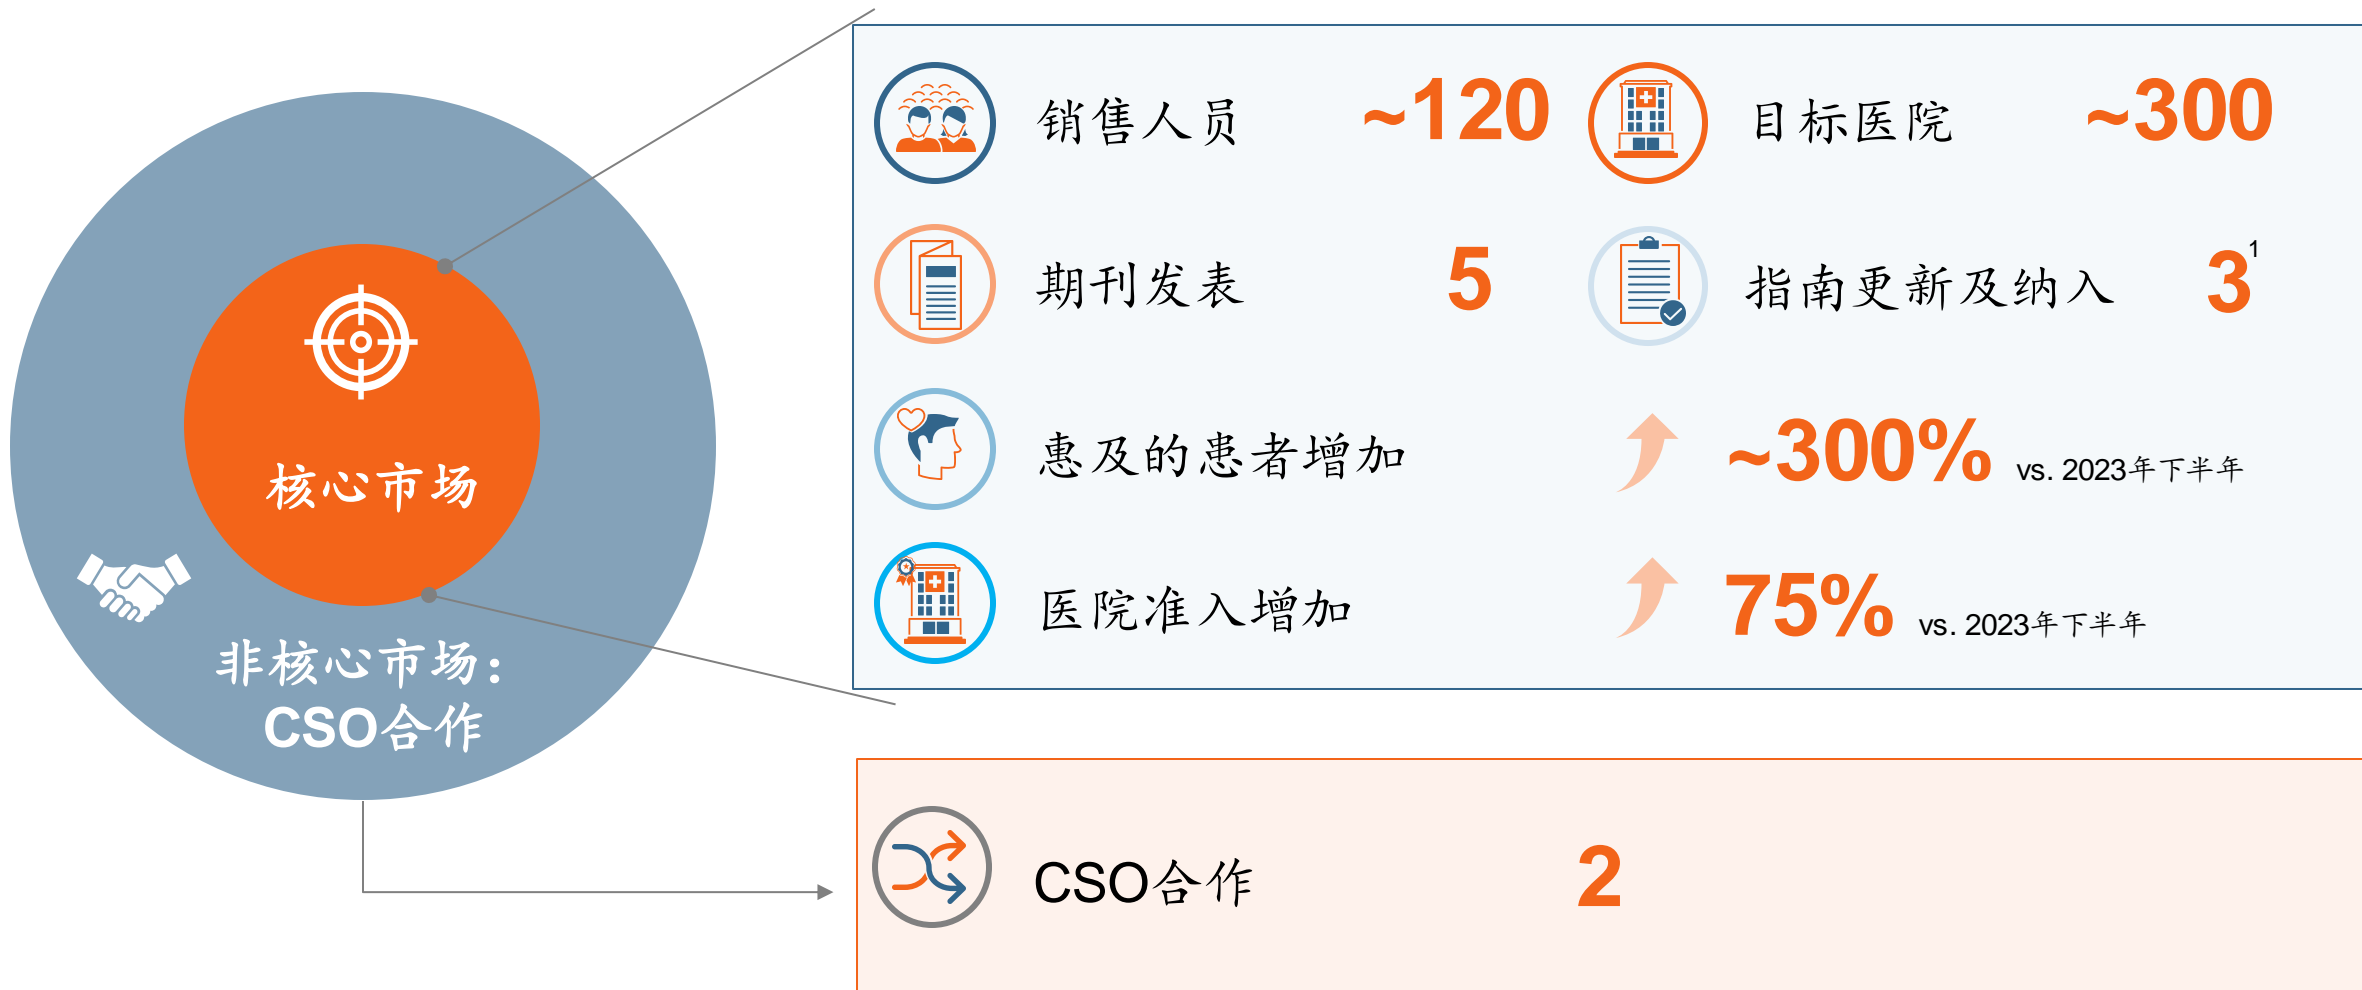 核心市场
非核心市场：
CSO合作
销售人员 ~120 目标医院 ~300
期刊发表 5 指南更新及纳入 3¹
惠及的患者增加 ~300% vs. 2023年下半年
医院准入增加 75% vs. 2023年下半年
CSO合作 2